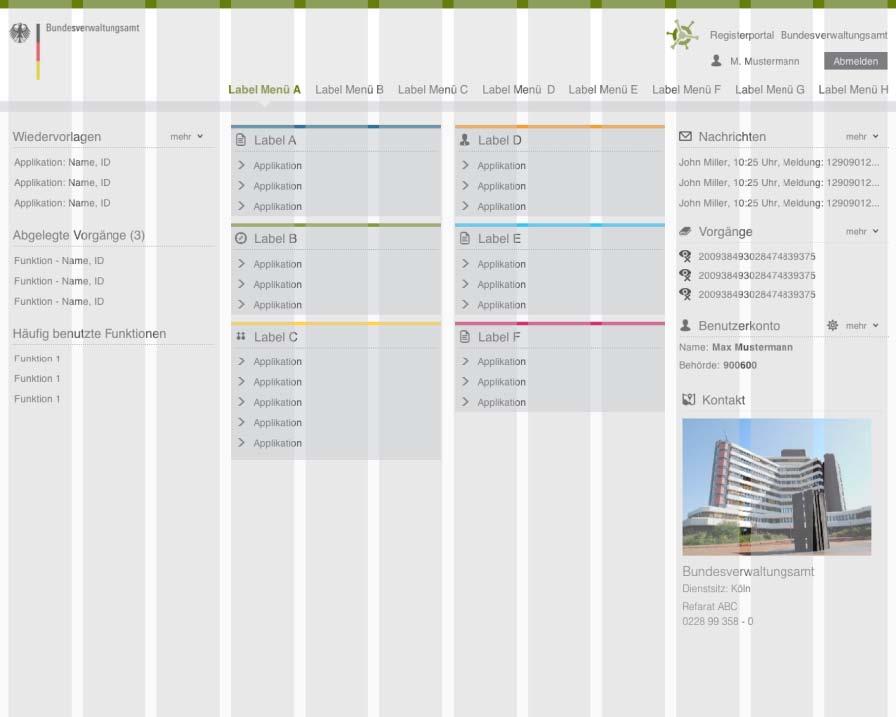 Bundesverwaltungsamt
Registerportal Bundesverwaltungsamt
M. Mustermann
Abmelden
Label Menü A
Label Menü B
Label Menü C
Label Menü D
Label Menü E
Label Menü F
Label Menü G
Label Menü H
Wiedervorlagen
mehr
Applikation: Name, ID
Applikation: Name, ID
Applikation: Name, ID
Abgelegte Vorgänge (3)
Funktion - Name, ID
Funktion - Name, ID
Funktion - Name, ID
Häufig benutzte Funktionen
Funktion 1
Funktion 1
Funktion 1
Label A
Applikation
Applikation
Applikation
Label B
Applikation
Applikation
Applikation
Label C
Applikation
Applikation
Applikation
Applikation
Applikation
Label D
Applikation
Applikation
Applikation
Label E
Applikation
Applikation
Applikation
Label F
Applikation
Applikation
Applikation
Nachrichten
mehr
John Miller, 10:25 Uhr, Meldung: 12909012...
John Miller, 10:25 Uhr, Meldung: 12909012...
John Miller, 10:25 Uhr, Meldung: 12909012...
Vorgänge
mehr
200938493028474839375
200938493028474839375
200938493028474839375
Benutzerkonto
mehr
Name: Max Mustermann
Behörde: 900600
Kontakt
Bundesverwaltungsamt
Dienstsitz: Köln
Refarat ABC
0228 99 358 - 0